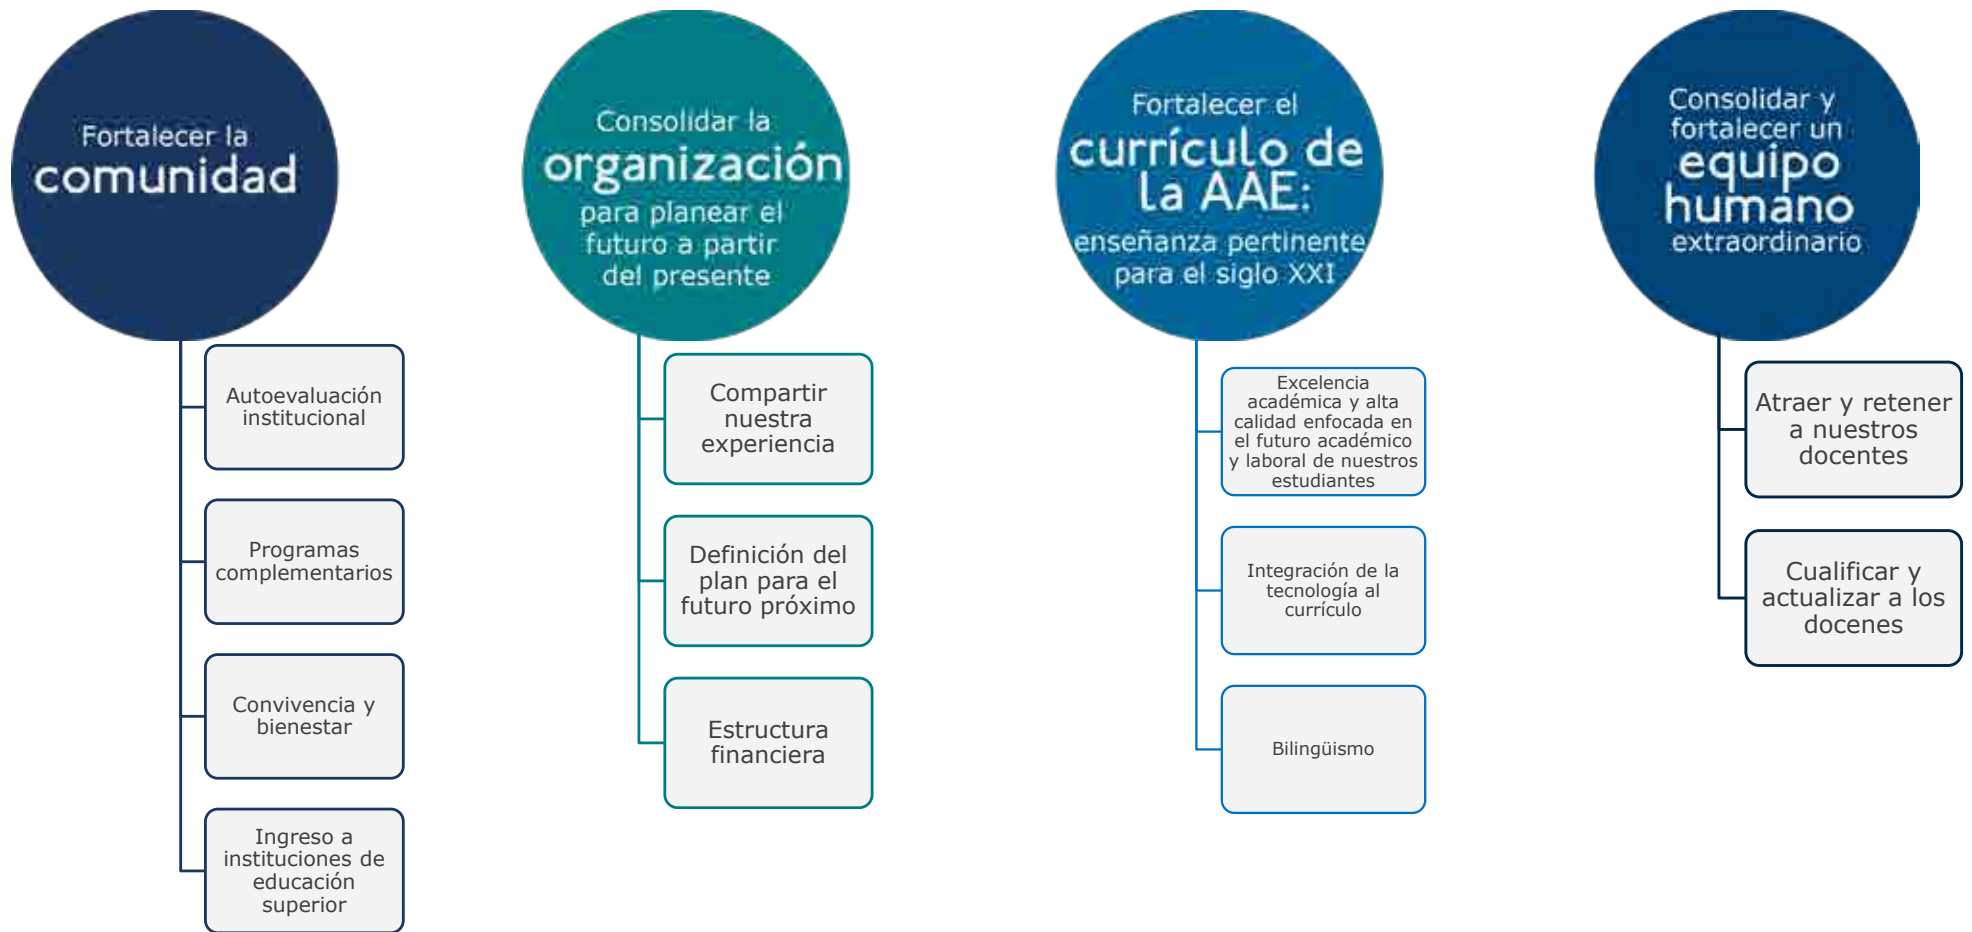 Fortalecer la
comunidad
Autoevaluación
institucional
Programas
complementarios
Convivencia y
bienestar
Ingreso a
instituciones de
educación
superior
Consolidar la
organización
para planear el
futuro a partir
del presente
Compartir
nuestra
experiencia
Definición del
plan para el
futuro próximo
Estructura
financiera
Fortalecer el
currículo de
la AAE:
enseñanza pertinente
para el siglo XXI
Excelencia
académica y alta
calidad enfocada en
el futuro académico
y laboral de nuestros
estudiantes
Integración de la
tecnología al
currículo
Bilingüismo
Consolidar y
fortalecer un
equipo
humano
extraordinario
Atraer y retener
a nuestros
docentes
Cualificar y
actualizar a los
docenes